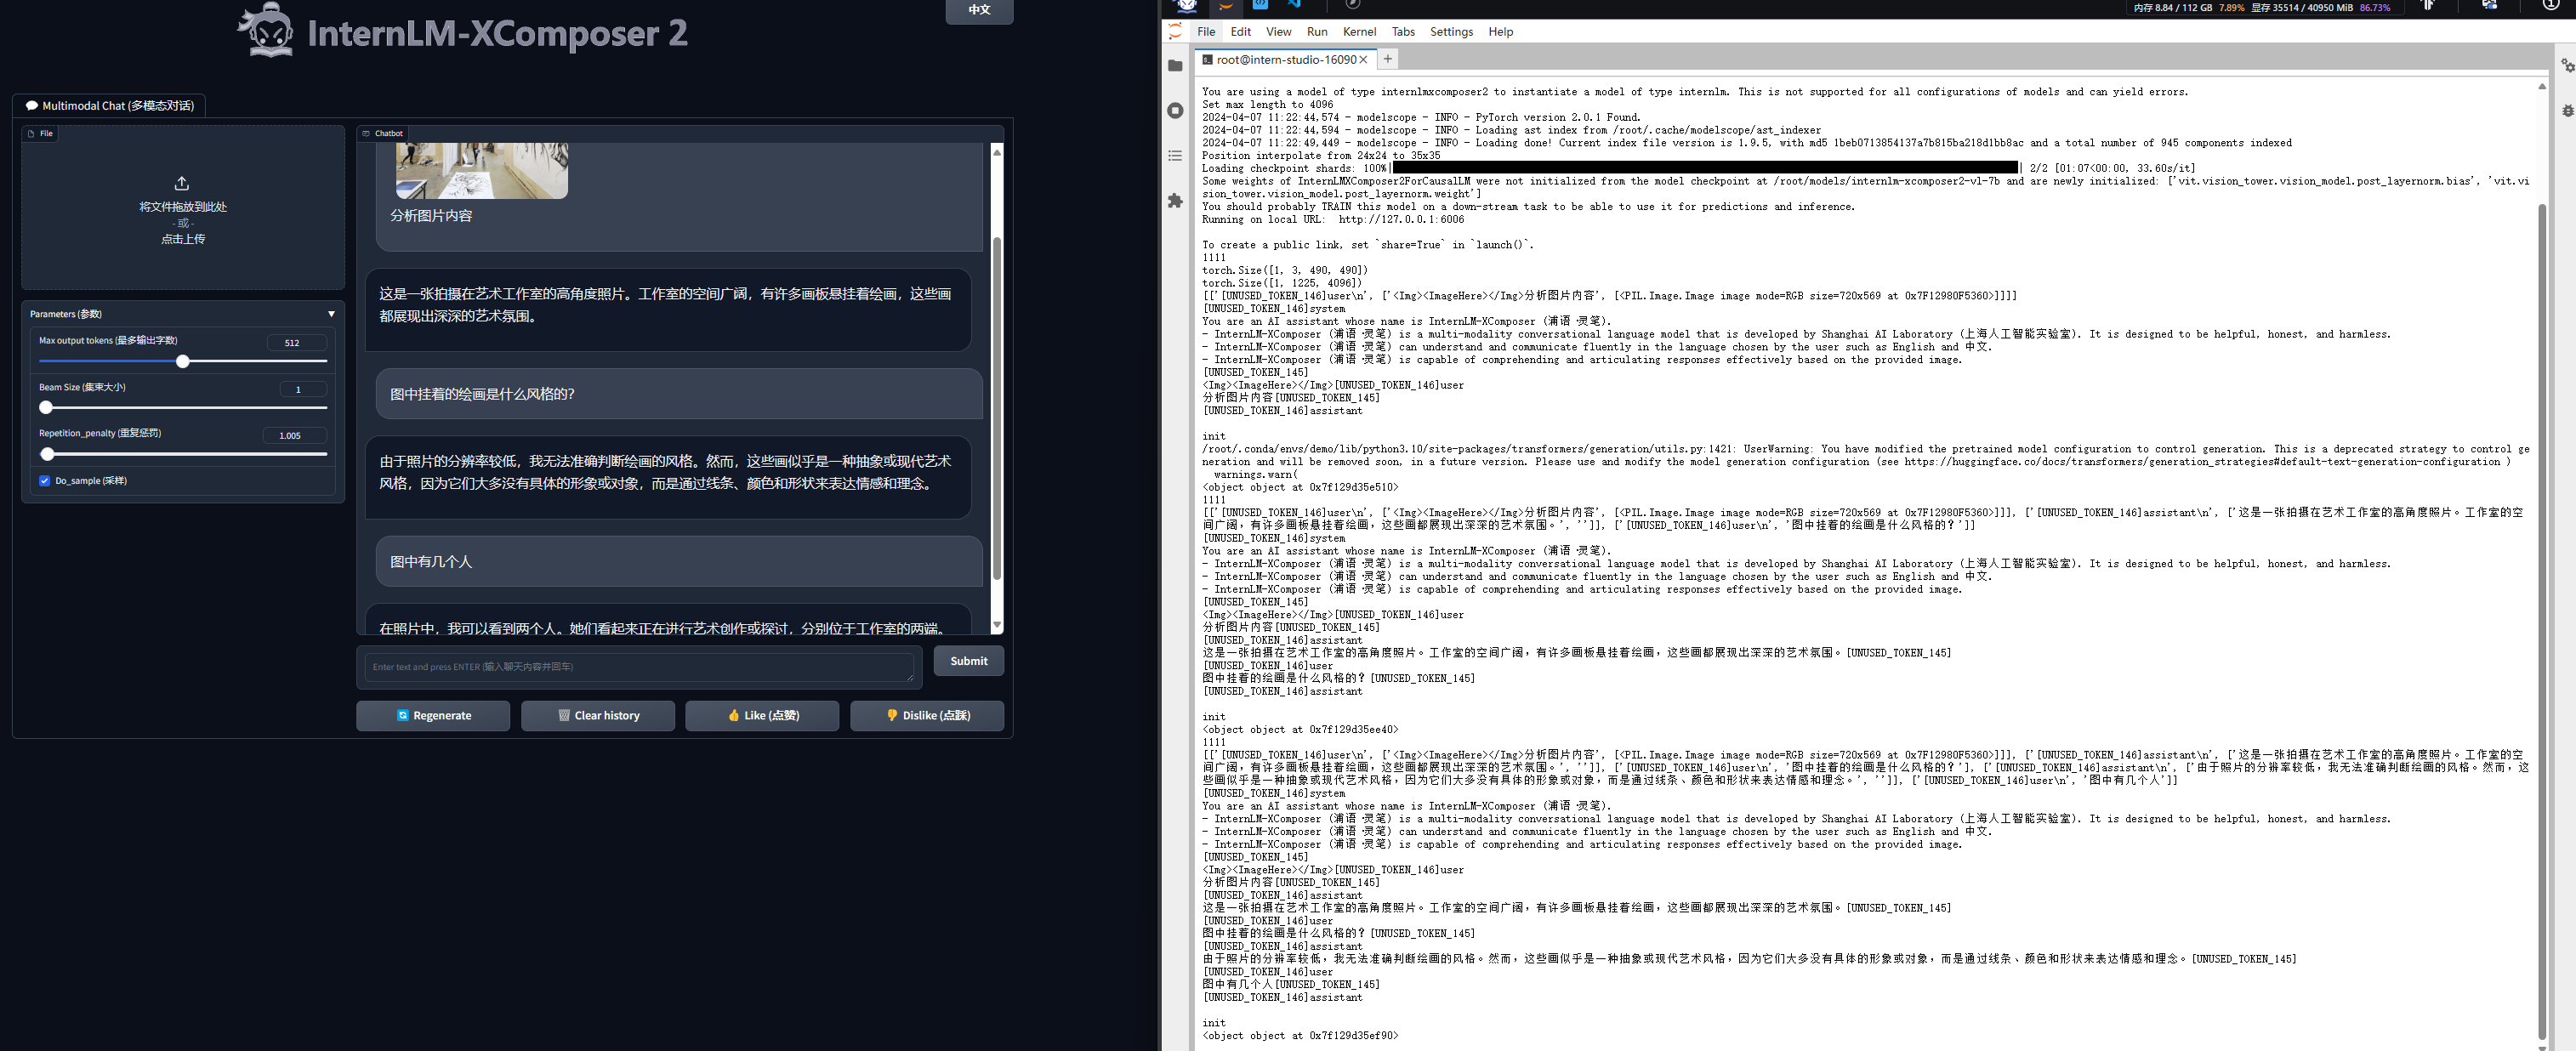 InternLM-XComposer 2
中文
💬 Multimodal Chat (多模态对话)
File
将文件拖放到此处
- 或 -
点击上传
Parameters (参数)
▼
Max output tokens (最多输出字数)
512
Beam Size (集束大小)
1
Repetition_penalty (重复惩罚)
1.005
Do_sample (采样)
Chatbot
分析图片内容
这是一张拍摄在艺术工作室的高角度照片。工作室的空间广阔，有许多画板悬挂着绘画，这些画
都展现出深深的艺术氛围。
图中挂着的绘画是什么风格的？
由于照片的分辨率较低，我无法准确判断绘画的风格。然而，这些画似乎是一种抽象或现代艺术
风格，因为它们大多没有具体的形象或对象，而是通过线条、颜色和形状来表达情感和理念。
图中有几个人
在照片中，我可以看到两个人。她们看起来正在进行艺术创作或探讨，分别位于工作室的两端。
Enter text and press ENTER (输入聊天内容并回车)
Submit
🔄 Regenerate
🗑️ Clear history
👍 Like (点赞)
👎 Dislike (点踩)
内存 8.84 / 112 GB 7.89% 显存 35514 / 40950 MiB 86.73%
File Edit View Run Kernel Tabs Settings Help
root@intern-studio-16090
You are using a model of type internlmxcomposer2 to instantiate a model of type internlm. This is not supported for all configurations of models and can yield errors.
Set max length to 4096
2024-04-07 11:22:44,574 - modelscope - INFO - PyTorch version 2.0.1 Found.
2024-04-07 11:22:44,594 - modelscope - INFO - Loading ast index from /root/.cache/modelscope/ast_indexer
2024-04-07 11:22:49,449 - modelscope - INFO - Loading done! Current index file version is 1.9.5, with md5 1beb0713854137a7b815ba218d1bb8ac and a total number of 945 components indexed
Position interpolate from 24x24 to 35x35
Loading checkpoint shards: 100%| | 2/2 [01:07<00:00, 33.60s/it]
Some weights of InternLMXComposer2ForCausalLM were not initialized from the model checkpoint at /root/models/internlm-xcomposer2-vl-7b and are newly initialized: ['vit.vision_tower.vision_model.post_layernorm.bias', 'vit.vi
sion_tower.vision_model.post_layernorm.weight']
You should probably TRAIN this model on a down-stream task to be able to use it for predictions and inference.
Running on local URL:  http://127.0.0.1:6006
To create a public link, set `share=True` in `launch()`.
1111
torch.Size([1, 3, 490, 490])
torch.Size([1, 1225, 4096])
[['[UNUSED_TOKEN_146]user\n', ['<Img><ImageHere></Img>分析图片内容', [<PIL.Image.Image image mode=RGB size=720x569 at 0x7F12980F5360>]]]]
[UNUSED_TOKEN_146]system
You are an AI assistant whose name is InternLM-XComposer (浦语·灵笔).
- InternLM-XComposer (浦语·灵笔) is a multi-modality conversational language model that is developed by Shanghai AI Laboratory (上海人工智能实验室). It is designed to be helpful, honest, and harmless.
- InternLM-XComposer (浦语·灵笔) can understand and communicate fluently in the language chosen by the user such as English and 中文.
- InternLM-XComposer (浦语·灵笔) is capable of comprehending and articulating responses effectively based on the provided image.
[UNUSED_TOKEN_145]
<Img><ImageHere></Img>[UNUSED_TOKEN_146]user
分析图片内容[UNUSED_TOKEN_145]
[UNUSED_TOKEN_146]assistant
init
/root/.conda/envs/demo/lib/python3.10/site-packages/transformers/generation/utils.py:1421: UserWarning: You have modified the pretrained model configuration to control generation. This is a deprecated strategy to control ge
neration and will be removed soon, in a future version. Please use and modify the model generation configuration (see https://huggingface.co/docs/transformers/generation_strategies#default-text-generation-configuration )
warnings.warn(
<object object at 0x7f129d35e510>
1111
[['[UNUSED_TOKEN_146]user\n', ['<Img><ImageHere></Img>分析图片内容', [<PIL.Image.Image image mode=RGB size=720x569 at 0x7F12980F5360>]]], ['[UNUSED_TOKEN_146]assistant\n', ['这是一张拍摄在艺术工作室的高角度照片。工作室的空
间广阔，有许多画板悬挂着绘画，这些画都展现出深深的艺术氛围。', '']], ['[UNUSED_TOKEN_146]user\n', '图中挂着的绘画是什么风格的？']]
[UNUSED_TOKEN_146]system
You are an AI assistant whose name is InternLM-XComposer (浦语·灵笔).
- InternLM-XComposer (浦语·灵笔) is a multi-modality conversational language model that is developed by Shanghai AI Laboratory (上海人工智能实验室). It is designed to be helpful, honest, and harmless.
- InternLM-XComposer (浦语·灵笔) can understand and communicate fluently in the language chosen by the user such as English and 中文.
- InternLM-XComposer (浦语·灵笔) is capable of comprehending and articulating responses effectively based on the provided image.
[UNUSED_TOKEN_145]
<Img><ImageHere></Img>[UNUSED_TOKEN_146]user
分析图片内容[UNUSED_TOKEN_145]
[UNUSED_TOKEN_146]assistant
这是一张拍摄在艺术工作室的高角度照片。工作室的空间广阔，有许多画板悬挂着绘画，这些画都展现出深深的艺术氛围。[UNUSED_TOKEN_145]
[UNUSED_TOKEN_146]user
图中挂着的绘画是什么风格的？[UNUSED_TOKEN_145]
[UNUSED_TOKEN_146]assistant
init
<object object at 0x7f129d35ee40>
1111
[['[UNUSED_TOKEN_146]user\n', ['<Img><ImageHere></Img>分析图片内容', [<PIL.Image.Image image mode=RGB size=720x569 at 0x7F12980F5360>]]], ['[UNUSED_TOKEN_146]assistant\n', ['这是一张拍摄在艺术工作室的高角度照片。工作室的空
间广阔，有许多画板悬挂着绘画，这些画都展现出深深的艺术氛围。', '']], ['[UNUSED_TOKEN_146]user\n', '图中挂着的绘画是什么风格的？'], ['[UNUSED_TOKEN_146]assistant\n', ['由于照片的分辨率较低，我无法准确判断绘画的风格。然而，这
些画似乎是一种抽象或现代艺术风格，因为它们大多没有具体的形象或对象，而是通过线条、颜色和形状来表达情感和理念。', '']], ['[UNUSED_TOKEN_146]user\n', '图中有几个人']]
[UNUSED_TOKEN_146]system
You are an AI assistant whose name is InternLM-XComposer (浦语·灵笔).
- InternLM-XComposer (浦语·灵笔) is a multi-modality conversational language model that is developed by Shanghai AI Laboratory (上海人工智能实验室). It is designed to be helpful, honest, and harmless.
- InternLM-XComposer (浦语·灵笔) can understand and communicate fluently in the language chosen by the user such as English and 中文.
- InternLM-XComposer (浦语·灵笔) is capable of comprehending and articulating responses effectively based on the provided image.
[UNUSED_TOKEN_145]
<Img><ImageHere></Img>[UNUSED_TOKEN_146]user
分析图片内容[UNUSED_TOKEN_145]
[UNUSED_TOKEN_146]assistant
这是一张拍摄在艺术工作室的高角度照片。工作室的空间广阔，有许多画板悬挂着绘画，这些画都展现出深深的艺术氛围。[UNUSED_TOKEN_145]
[UNUSED_TOKEN_146]user
图中挂着的绘画是什么风格的？[UNUSED_TOKEN_145]
[UNUSED_TOKEN_146]assistant
由于照片的分辨率较低，我无法准确判断绘画的风格。然而，这些画似乎是一种抽象或现代艺术风格，因为它们大多没有具体的形象或对象，而是通过线条、颜色和形状来表达情感和理念。[UNUSED_TOKEN_145]
[UNUSED_TOKEN_146]user
图中有几个人[UNUSED_TOKEN_145]
[UNUSED_TOKEN_146]assistant
init
<object object at 0x7f129d35ef90>